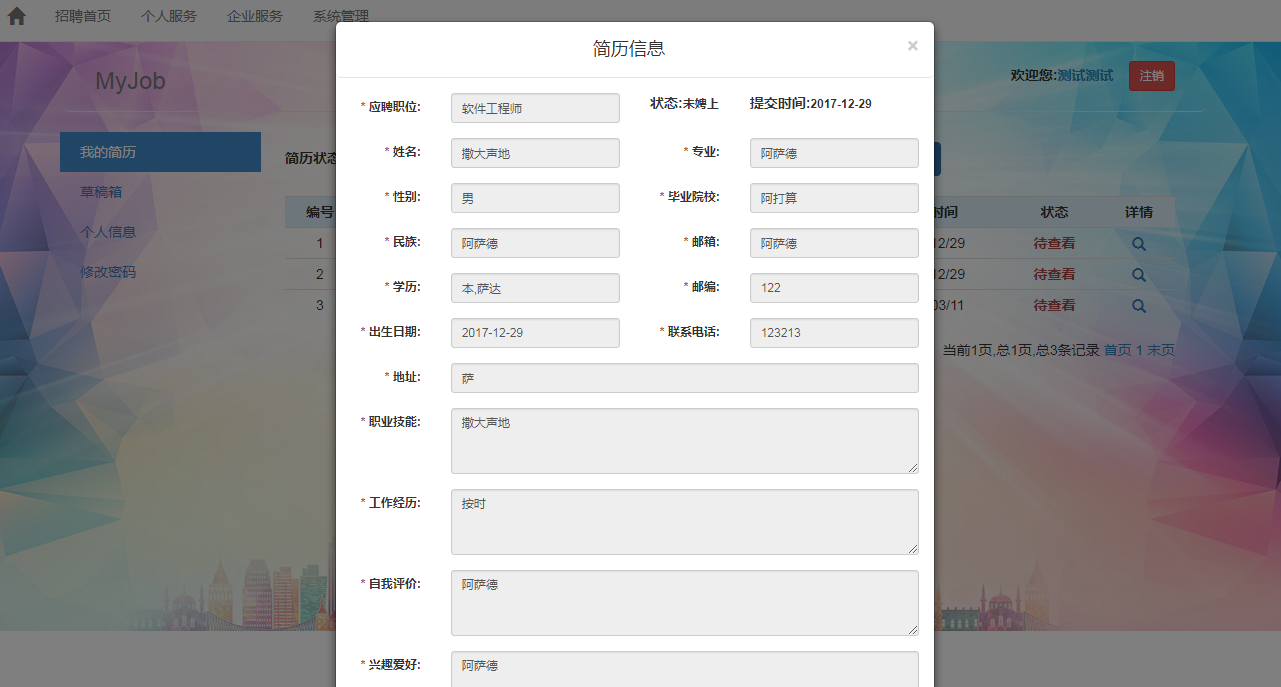 招聘首页 个人服务 企业服务 系统管理
简历信息 ×
MyJob
欢迎您:测试测试 注销
* 应聘职位: 软件工程师 状态:未婢上 提交时间:2017-12-29
我的简历
* 姓名: 撒大声地 * 专业: 阿萨德
简历状态
草稿箱
* 性别: 男 * 毕业院校: 阿打算
编号 时间 状态 详情
个人信息
* 民族: 阿萨德 * 邮箱: 阿萨德
1 12/29 待查看
修改密码
* 学历: 本,萨达 * 邮编: 122
2 12/29 待查看
3 03/11 待查看
* 出生日期: 2017-12-29 * 联系电话: 123213
当前1页,总1页,总3条记录 首页 1 末页
* 地址: 萨
* 职业技能: 撒大声地
* 工作经历: 按时
* 自我评价: 阿萨德
* 兴趣爱好: 阿萨德